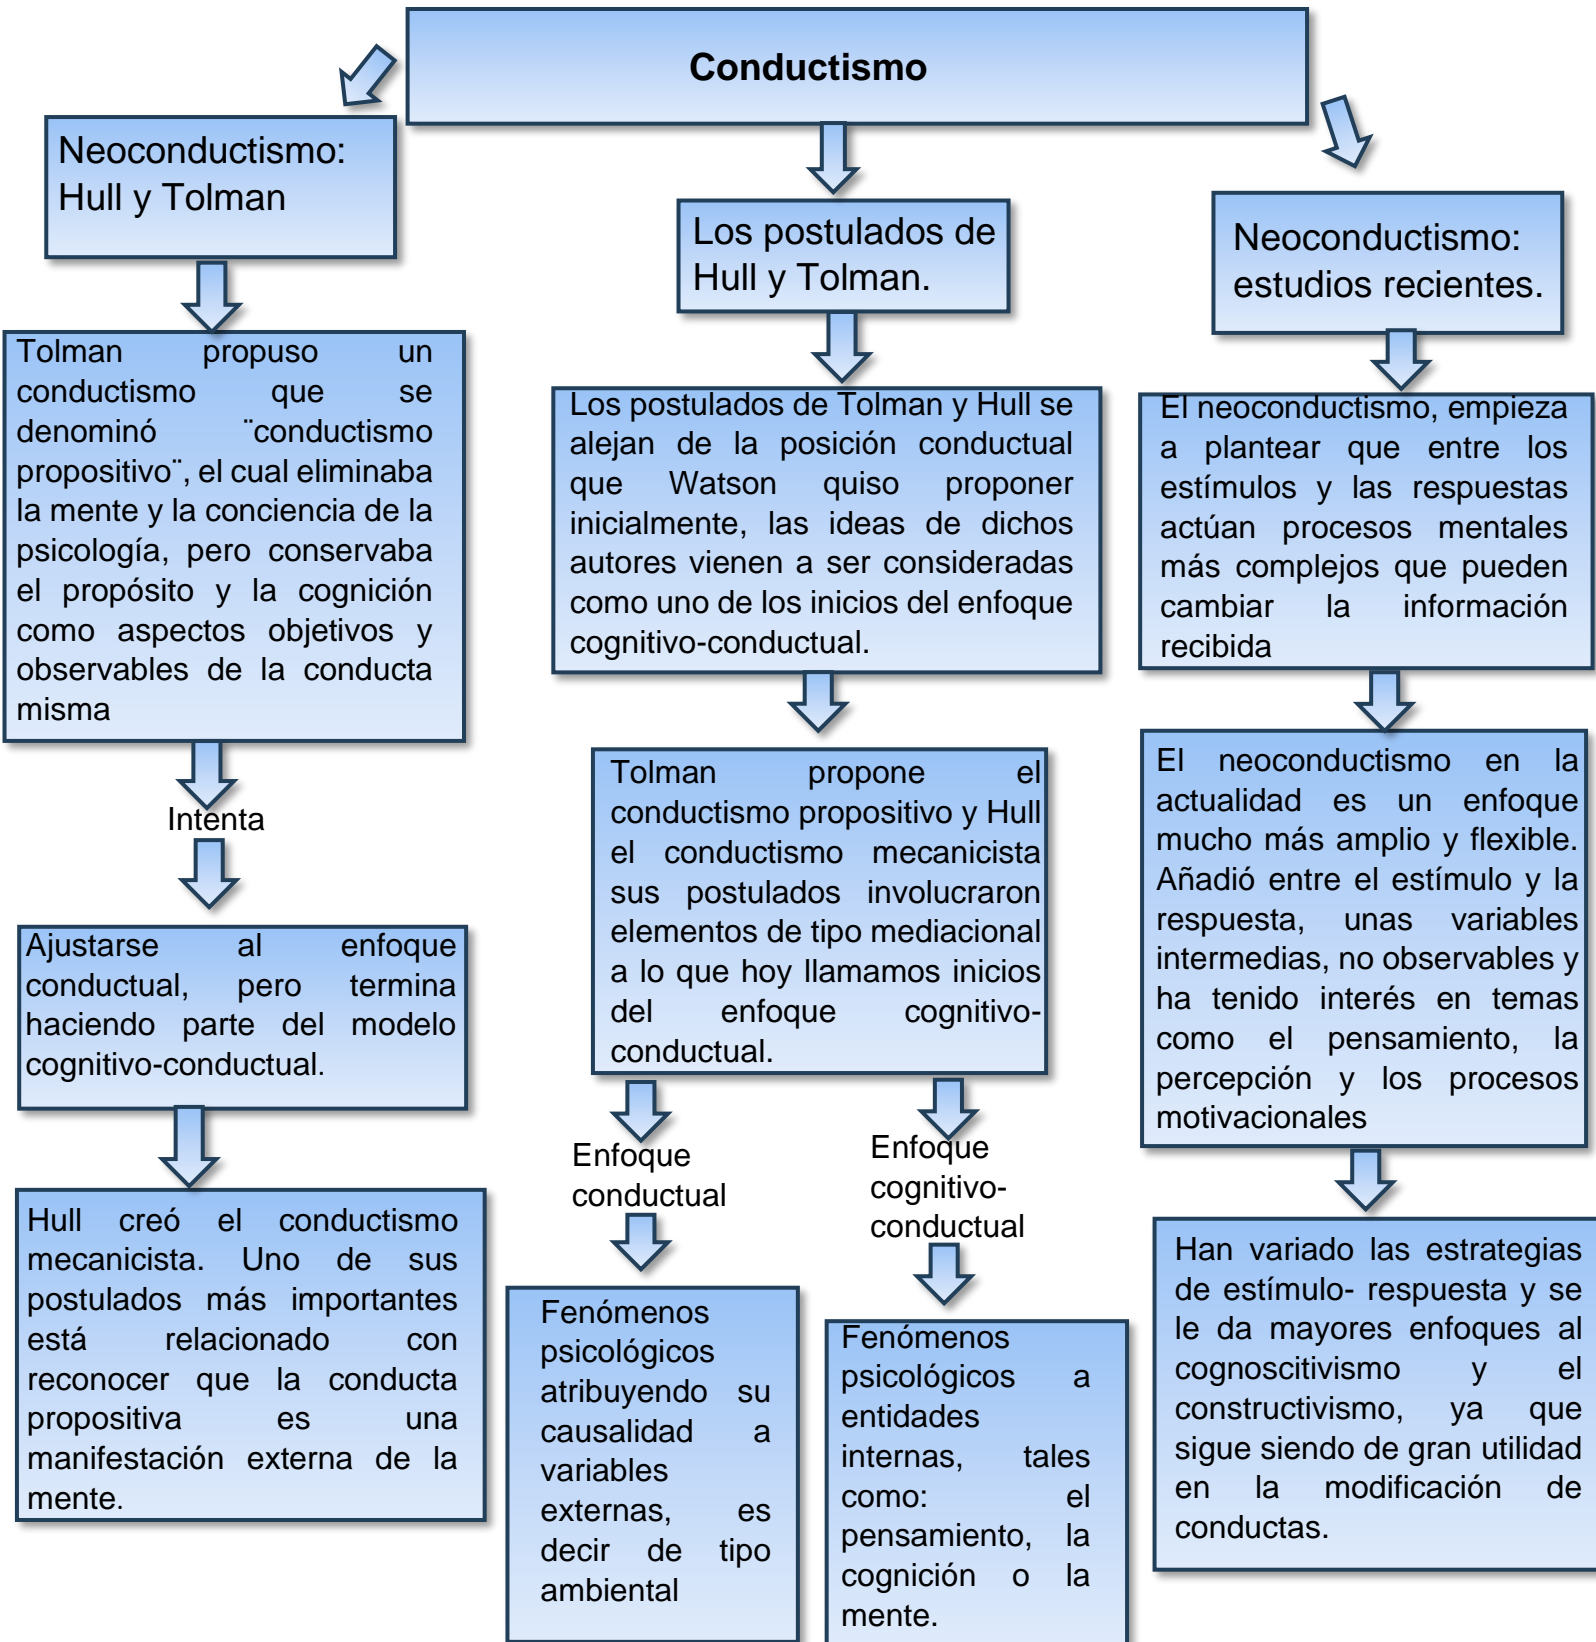 Conductismo
Neoconductismo:
Hull y Tolman
Tolman propuso un
conductismo que se
denominó ¨conductismo
propositivo¨, el cual eliminaba
la mente y la conciencia de la
psicología, pero conservaba
el propósito y la cognición
como aspectos objetivos y
observables de la conducta
misma
Intenta
Ajustarse al enfoque
conductual, pero termina
haciendo parte del modelo
cognitivo-conductual.
Hull creó el conductismo
mecanicista. Uno de sus
postulados más importantes
está relacionado con
reconocer que la conducta
propositiva es una
manifestación externa de la
mente.
Los postulados de
Hull y Tolman.
Los postulados de Tolman y Hull se
alejan de la posición conductual
que Watson quiso proponer
inicialmente, las ideas de dichos
autores vienen a ser consideradas
como uno de los inicios del enfoque
cognitivo-conductual.
Tolman propone el
conductismo propositivo y Hull
el conductismo mecanicista
sus postulados involucraron
elementos de tipo mediacional
a lo que hoy llamamos inicios
del enfoque cognitivo-
conductual.
Enfoque
conductual
Fenómenos
psicológicos
atribuyendo su
causalidad a
variables
externas, es
decir de tipo
ambiental
Enfoque
cognitivo-
conductual
Fenómenos
psicológicos a
entidades
internas, tales
como: el
pensamiento, la
cognición o la
mente.
Neoconductismo:
estudios recientes.
El neoconductismo, empieza
a plantear que entre los
estímulos y las respuestas
actúan procesos mentales
más complejos que pueden
cambiar la información
recibida
El neoconductismo en la
actualidad es un enfoque
mucho más amplio y flexible.
Añadió entre el estímulo y la
respuesta, unas variables
intermedias, no observables y
ha tenido interés en temas
como el pensamiento, la
percepción y los procesos
motivacionales
Han variado las estrategias
de estímulo- respuesta y se
le da mayores enfoques al
cognoscitivismo y el
constructivismo, ya que
sigue siendo de gran utilidad
en la modificación de
conductas.